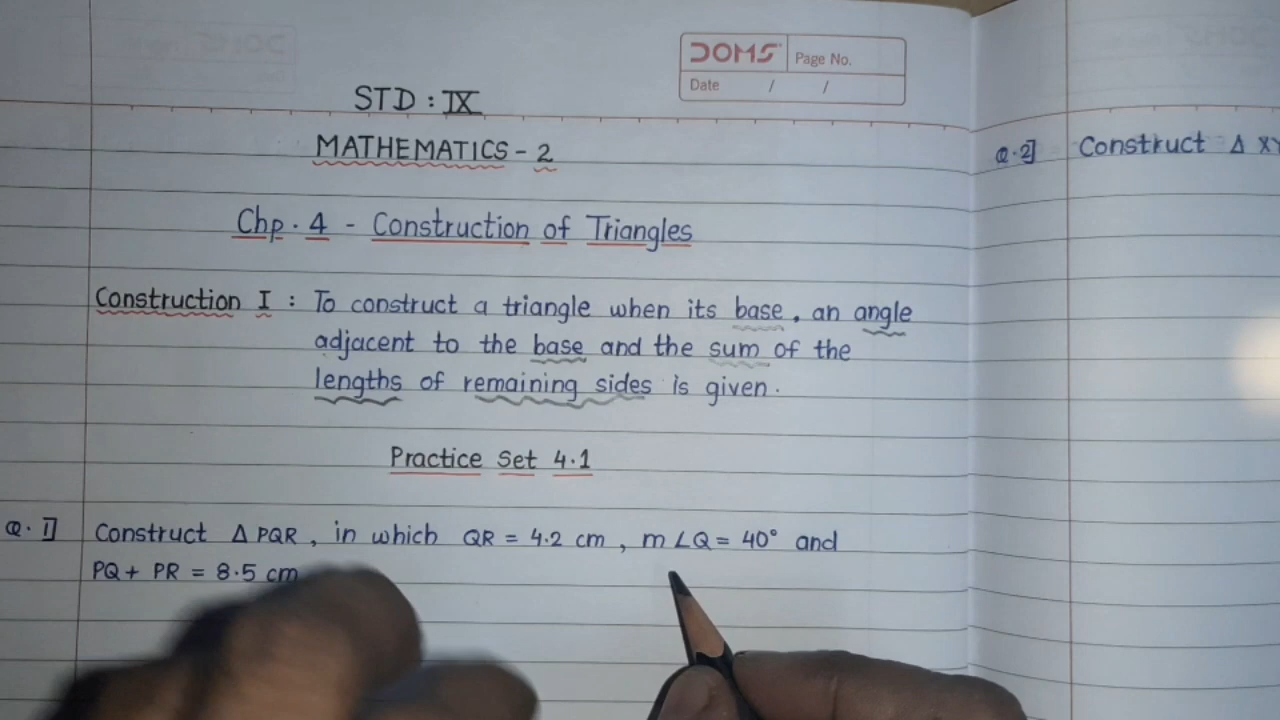 DOMS Page No.
Date / /
STD : IX
MATHEMATICS - 2
Chp. 4 - Construction of Triangles
Construction I : To construct a triangle when its base, an angle
adjacent to the base and the sum of the
lengths of remaining sides is given.
Practice Set 4.1
Q. 1] Construct Δ PQR, in which QR = 4.2 cm, m∠Q = 40° and
PQ + PR = 8.5 cm
Q. 2] Construct Δ XY